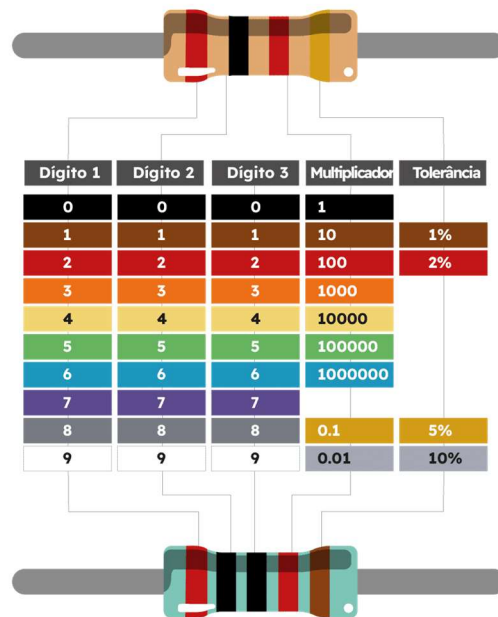 Dígito 1 Dígito 2 Dígito 3 Multiplicador Tolerância
0 0 0 1
1 1 1 10 1%
2 2 2 100 2%
3 3 3 1000
4 4 4 10000
5 5 5 100000
6 6 6 1000000
7 7 7
8 8 8 0.1 5%
9 9 9 0.01 10%